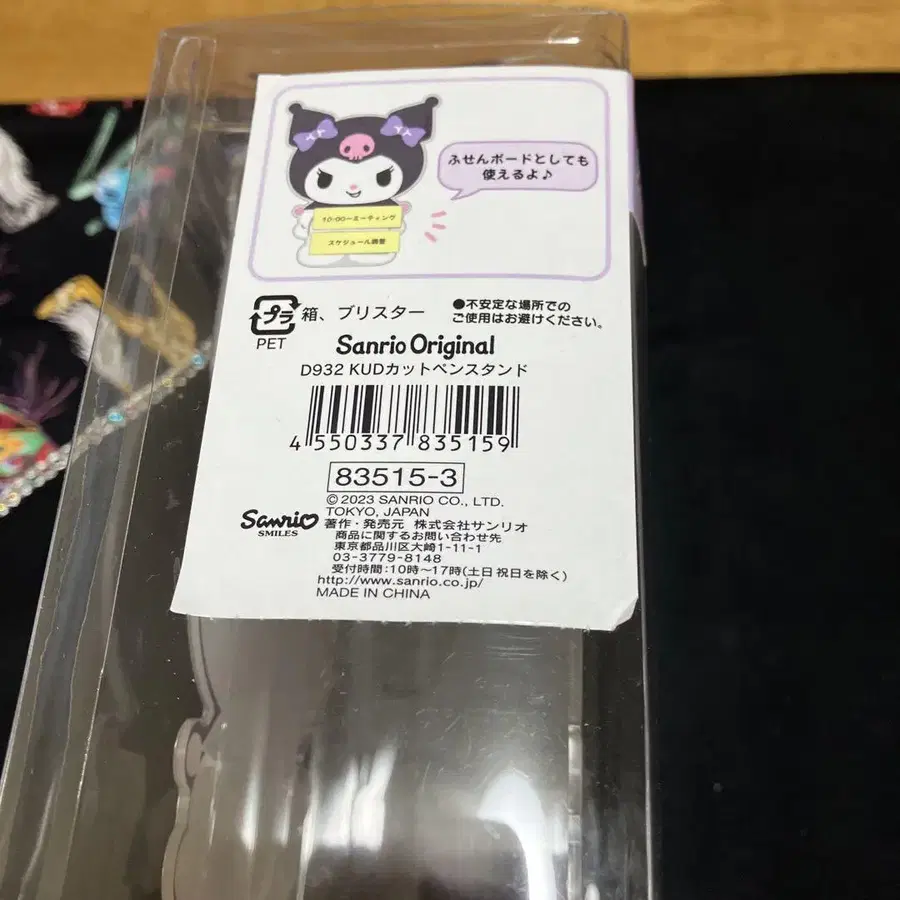 ふせんボードとしても
使えるよ♪
10:00〜ミーティング
スケジュール調整
プラ
PET
箱、ブリスター
●不安定な場所での
ご使用はお避けください。
Sanrio Original
D932 KUDカットペンスタンド
4 550337 835159
83515-3
© 2023 SANRIO CO., LTD.
TOKYO, JAPAN
Sanrio
SMILES
著作・発売元 株式会社サンリオ
商品に関するお問い合わせ先
東京都品川区大崎1-11-1
03-3779-8148
受付時間:10時〜17時(土日祝日を除く)
http://www.sanrio.co.jp/
MADE IN CHINA